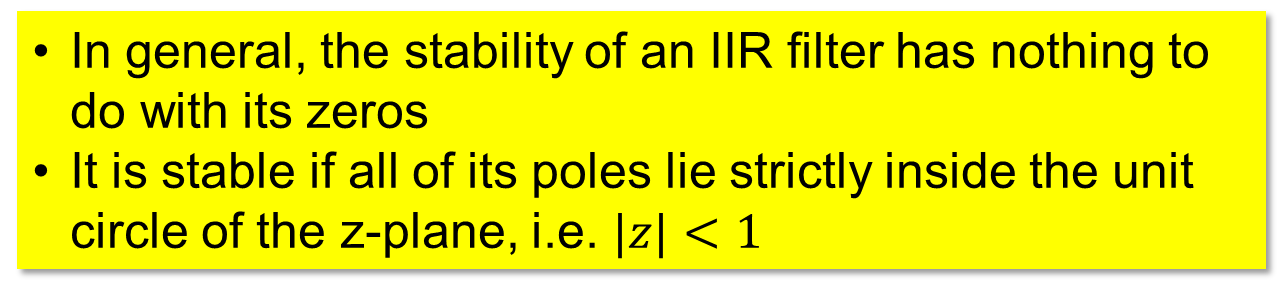 • In general, the stability of an IIR filter has nothing to
do with its zeros
• It is stable if all of its poles lie strictly inside the unit
circle of the z-plane, i.e. |𝑧| < 1